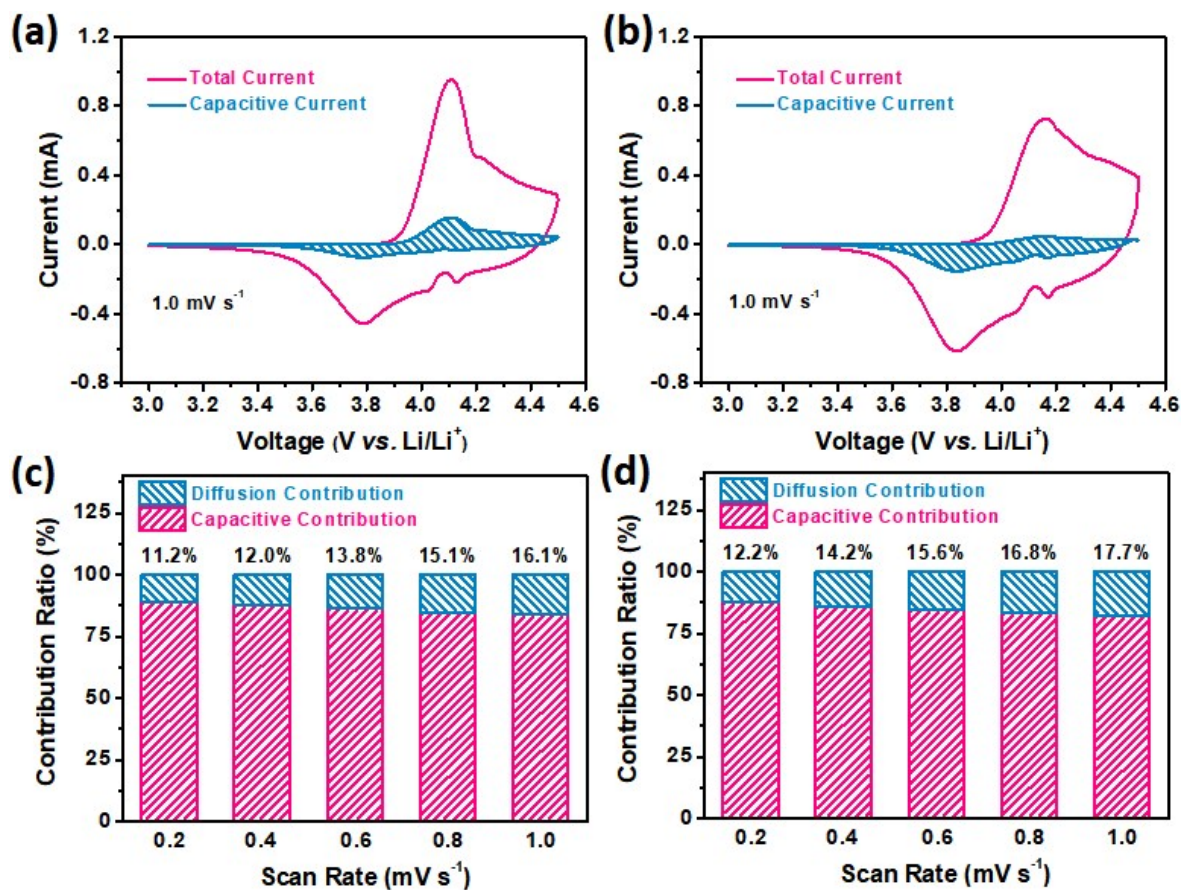 (a)
1.2
0.8
0.4
0.0
-0.4
-0.8
Current (mA)
Total Current
Capacitive Current
1.0 mV s⁻¹
3.0 3.2 3.4 3.6 3.8 4.0 4.2 4.4 4.6
Voltage (V vs. Li/Li⁺)
(b)
1.2
0.8
0.4
0.0
-0.4
-0.8
Current (mA)
Total Current
Capacitive Current
1.0 mV s⁻¹
3.0 3.2 3.4 3.6 3.8 4.0 4.2 4.4 4.6
Voltage (V vs. Li/Li⁺)
(c)
125
100
75
50
25
0
Contribution Ratio (%)
Diffusion Contribution
Capacitive Contribution
11.2% 12.0% 13.8% 15.1% 16.1%
0.2 0.4 0.6 0.8 1.0
Scan Rate (mV s⁻¹)
(d)
125
100
75
50
25
0
Contribution Ratio (%)
Diffusion Contribution
Capacitive Contribution
12.2% 14.2% 15.6% 16.8% 17.7%
0.2 0.4 0.6 0.8 1.0
Scan Rate (mV s⁻¹)